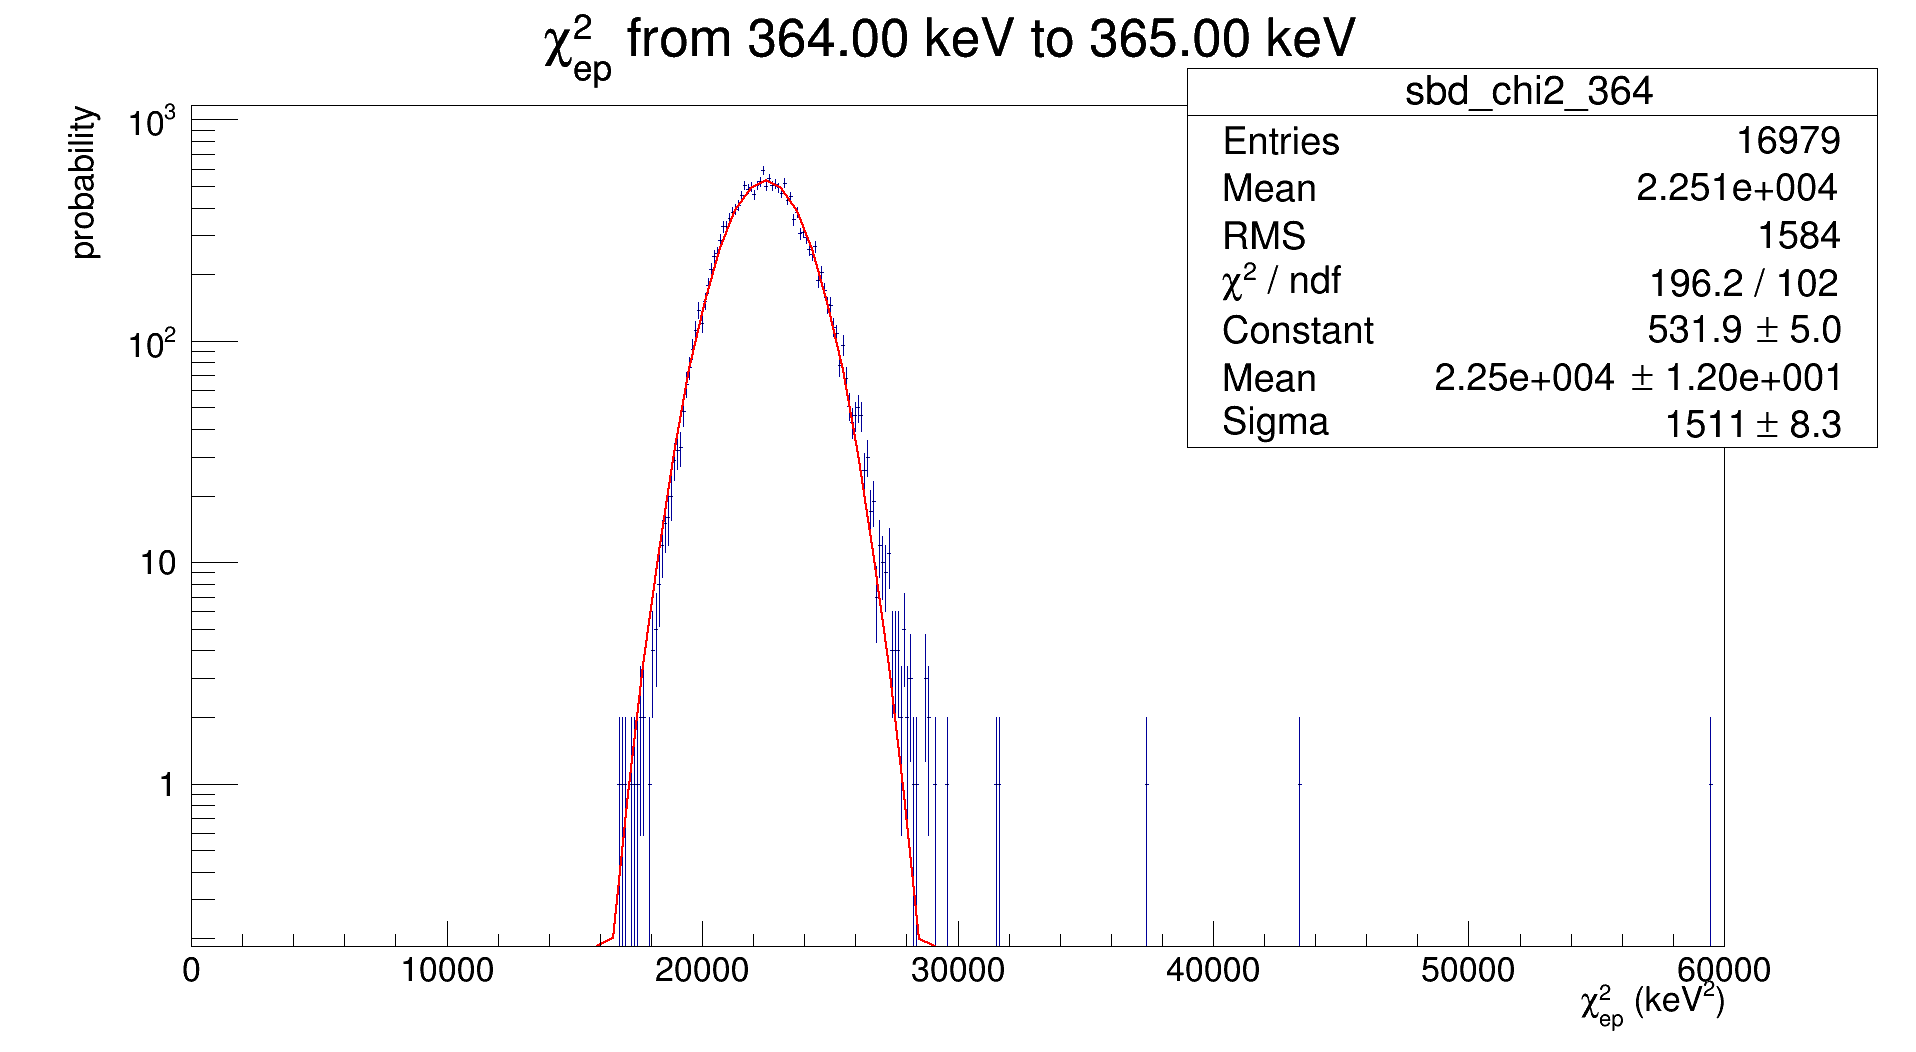 χ²ep from 364.00 keV to 365.00 keV
sbd_chi2_364
Entries 16979
Mean 2.251e+004
RMS 1584
χ² / ndf 196.2 / 102
Constant 531.9 ± 5.0
Mean 2.25e+004 ± 1.20e+001
Sigma 1511 ± 8.3
probability
10³
10²
10
1
0 10000 20000 30000 40000 50000 60000
χ²ep (keV²)